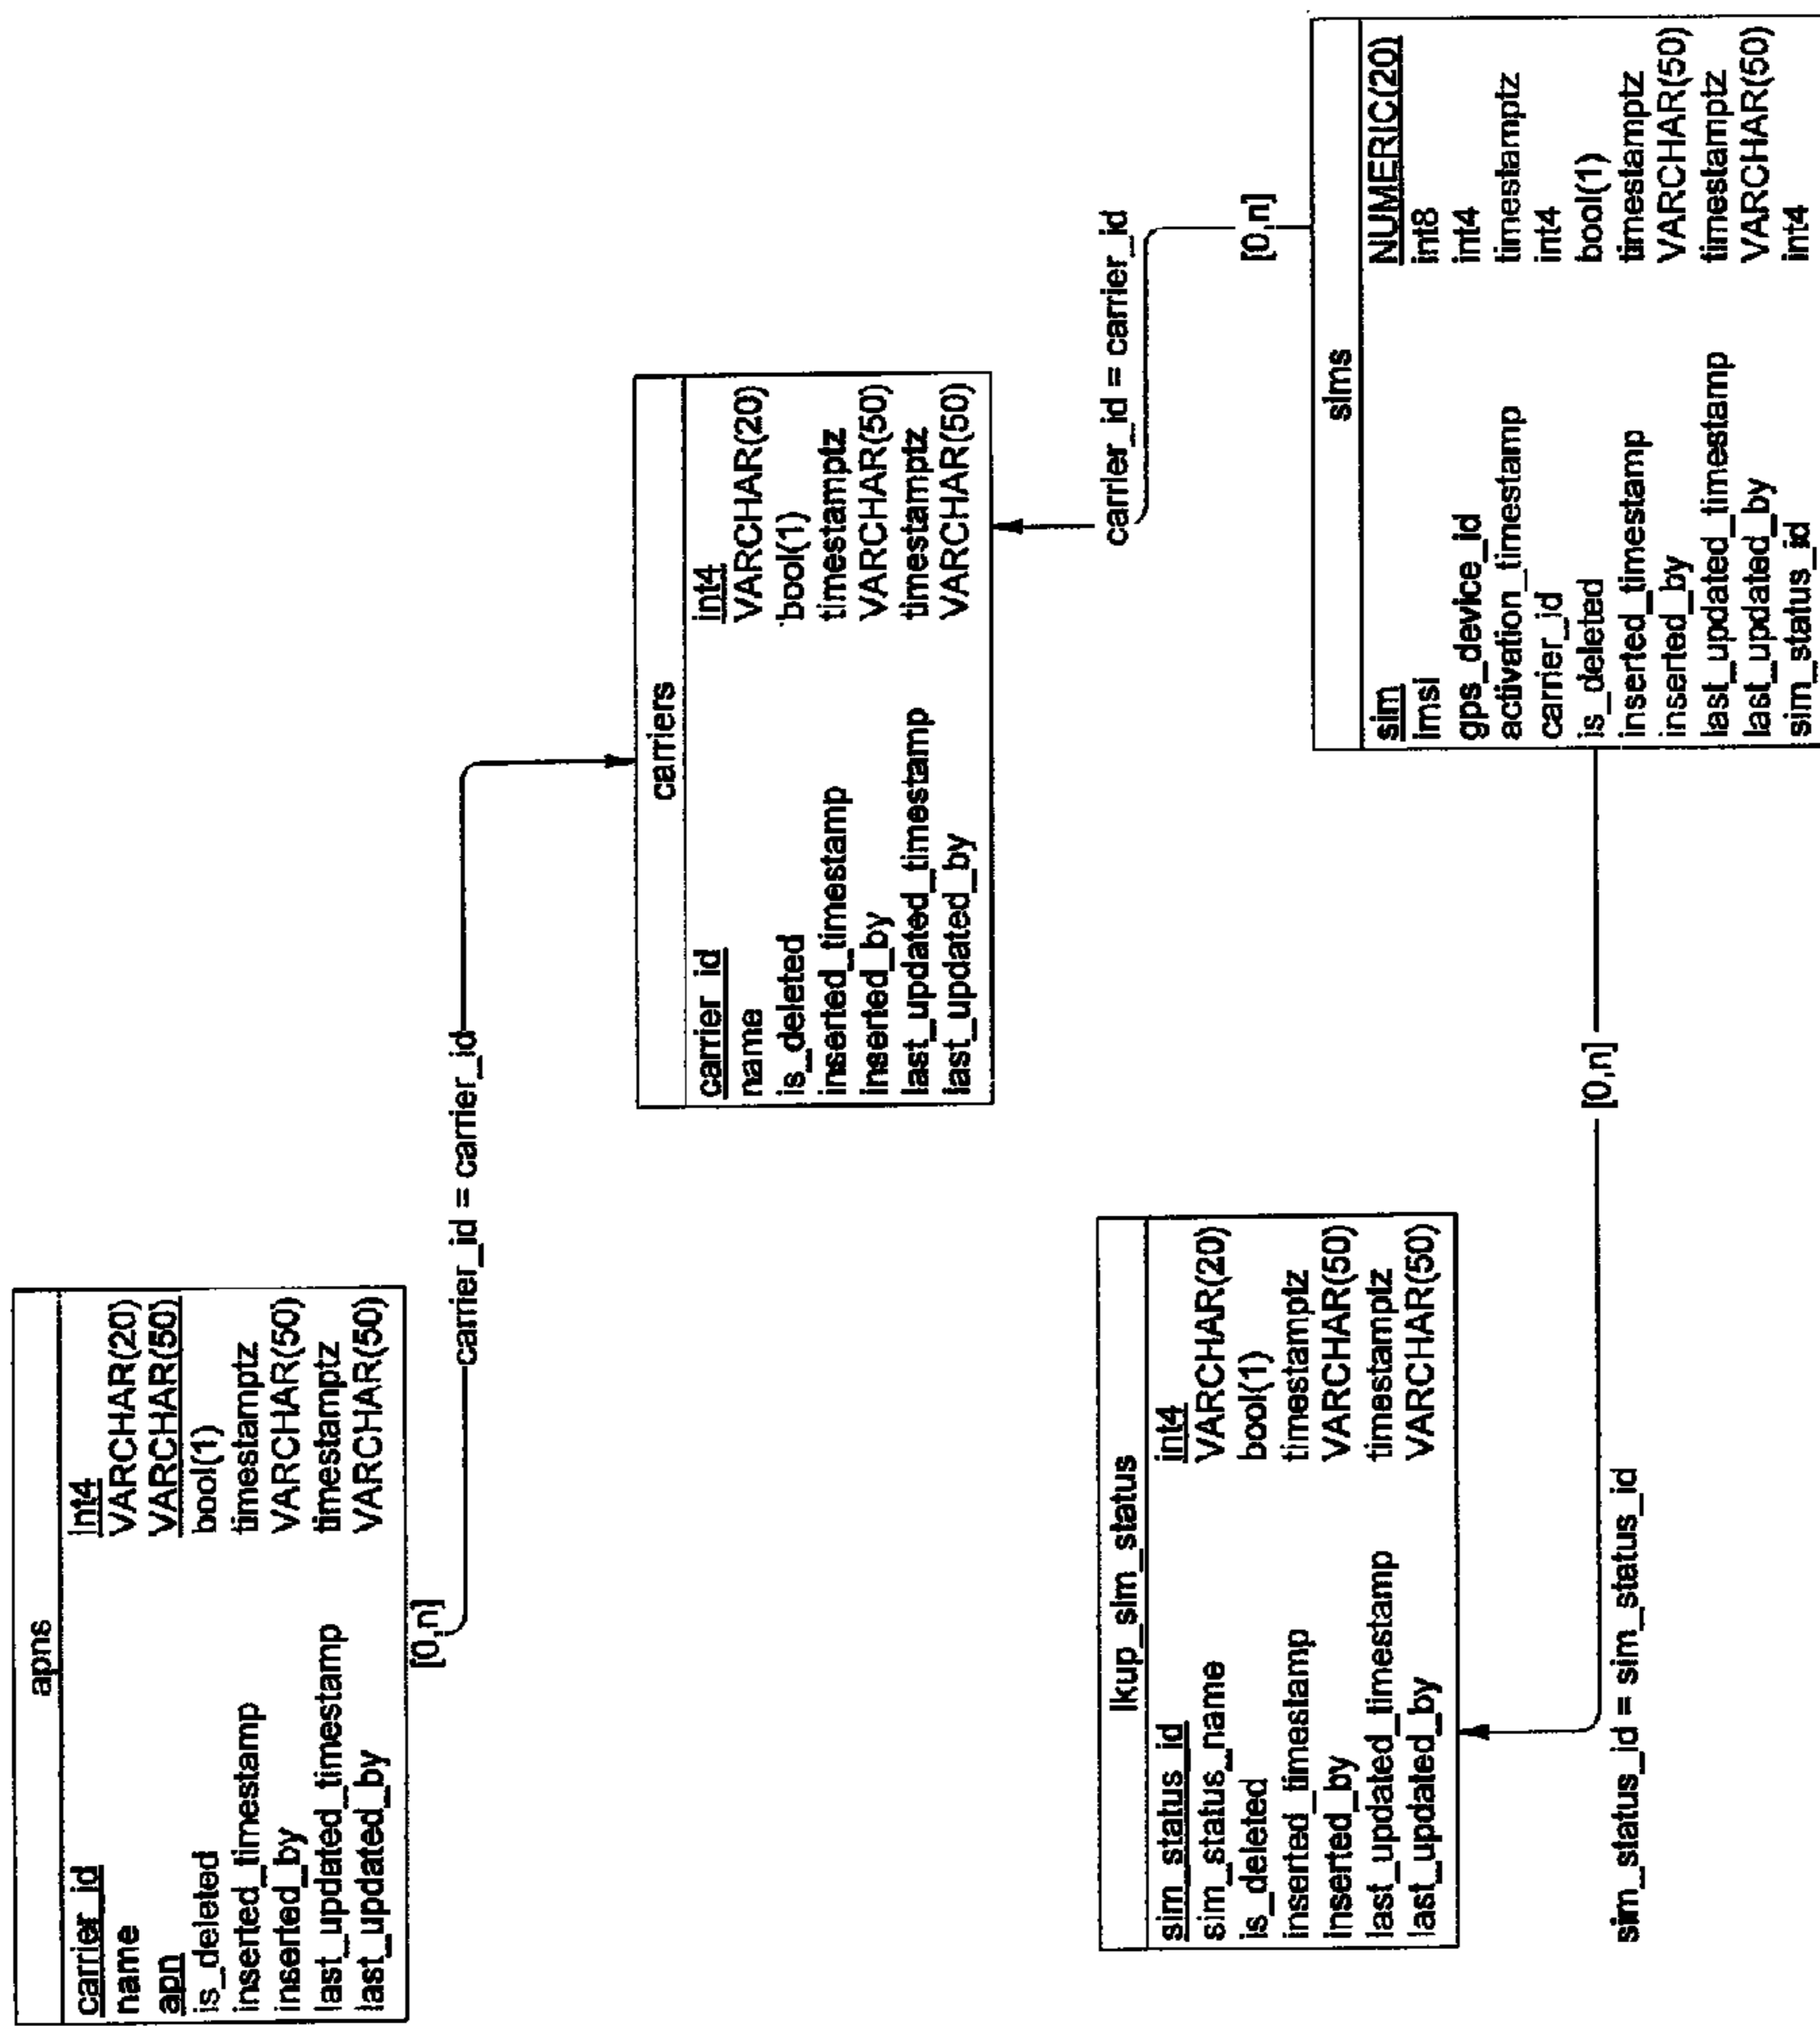 apns
carrier_id int4
name VARCHAR(20)
apn VARCHAR(50)
is_deleted bool(1)
inserted_timestamp timestamptz
inserted_by VARCHAR(50)
last_updated_timestamp timestamptz
last_updated_by VARCHAR(50)
[0,n]
carrier_id = carrier_id
carriers
carrier_id int4
name VARCHAR(20)
is_deleted bool(1)
inserted_timestamp timestamptz
inserted_by VARCHAR(50)
last_updated_timestamp timestamptz
last_updated_by VARCHAR(50)
carrier_id = carrier_id
[0,n]
lkup_sim_status
sim_status_id int4
sim_status_name VARCHAR(20)
is_deleted bool(1)
inserted_timestamp timestamptz
inserted_by VARCHAR(50)
last_updated_timestamp timestamptz
last_updated_by VARCHAR(50)
sims
sim NUMERIC(20)
imsi int8
gps_device_id int4
activation_timestamp timestamptz
carrier_id int4
is_deleted bool(1)
inserted_timestamp timestamptz
inserted_by VARCHAR(50)
last_updated_timestamp timestamptz
last_updated_by VARCHAR(50)
sim_status_id int4
[0,n]
sim_status_id = sim_status_id